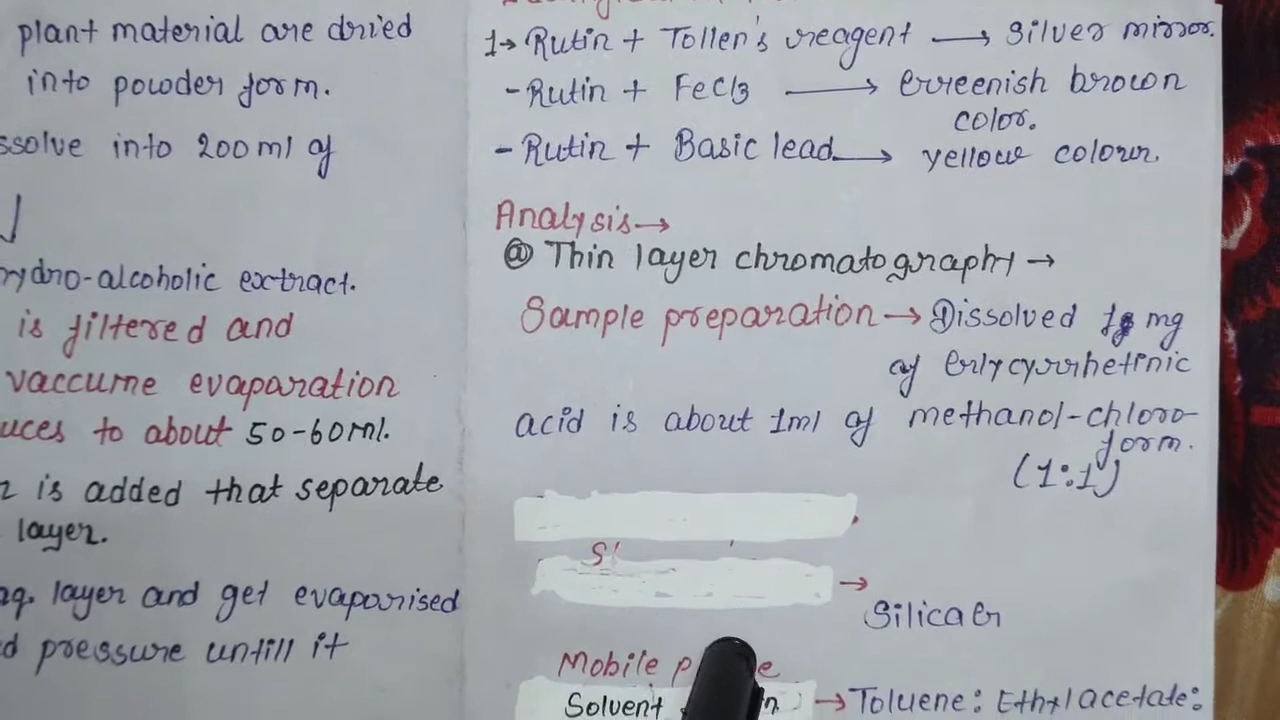 plant material are dried
into powder form.
ssolve into 200ml of
hydro-alcoholic extract.
is filtered and
vaccume evaparation
uces to about 50-60ml.
r is added that separate
layer.
aq. layer and get evaporised
d pressure untill it
1→ Rutin + Tollen's reagent → Silver mirror.
- Rutin + FeCl3 → Greenish brown
color.
- Rutin + Basic lead → yellow colour.
Analysis→
@ Thin layer chromatography →
Sample preparation → Dissolved 1 mg
of Glycyrrhetinic
acid is about 1ml of methanol-chloro-
form.
(1:1)
→
Silica G
Mobile
Solvent → Toluene: Ethyl acetate: